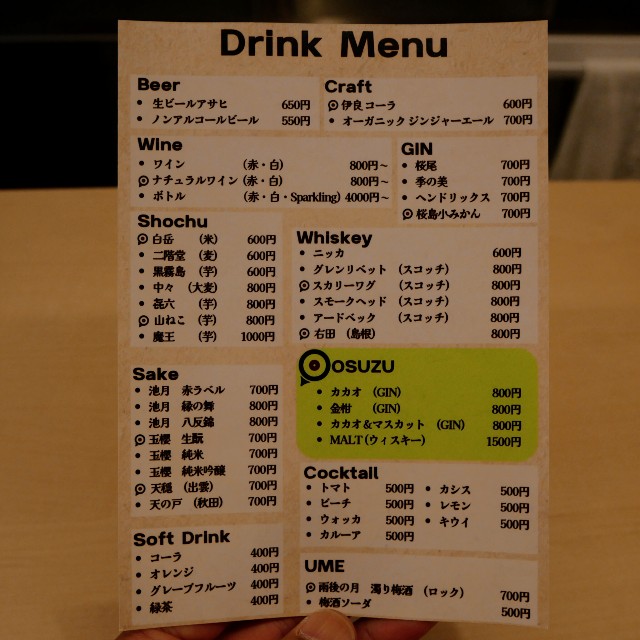 Drink Menu
Beer
• 生ビールアサヒ 650円
• ノンアルコールビール 550円
Craft
伊良コーラ 600円
• オーガニックジンジャーエール 700円
Wine
• ワイン (赤・白) 800円～
ナチュラルワイン (赤・白) 800円～
• ボトル (赤・白・Sparkling) 4000円～
GIN
• 桜尾 700円
• 季の美 700円
• ヘンドリックス 700円
桜島小みかん 700円
Shochu
白岳 (米) 600円
• 二階堂 (麦) 600円
• 黒霧島 (芋) 600円
• 中々 (大麦) 800円
• 㐂六 (芋) 800円
山ねこ (芋) 800円
• 魔王 (芋) 1000円
Whiskey
• ニッカ 600円
• グレンリベット (スコッチ) 800円
スカリーワグ (スコッチ) 800円
• スモークヘッド (スコッチ) 800円
• アードベック (スコッチ) 800円
右田 (島根) 800円
Sake
• 池月 赤ラベル 700円
• 池月 縁の舞 800円
• 池月 八反錦 800円
玉櫻 生酛 700円
• 玉櫻 純米 700円
• 玉櫻 純米吟醸 700円
天穏 (出雲) 700円
• 天の戸 (秋田) 700円
OSUZU
• カカオ (GIN) 800円
• 金柑 (GIN) 800円
• カカオ&マスカット (GIN) 800円
• MALT (ウィスキー) 1500円
Cocktail
• トマト 500円
• ピーチ 500円
• ウォッカ 500円
• カルーア 500円
• カシス 500円
• レモン 500円
• キウイ 500円
Soft Drink
• コーラ 400円
• オレンジ 400円
• グレープフルーツ 400円
• 緑茶 400円
UME
雨後の月 濁り梅酒 (ロック) 700円
• 梅酒ソーダ 500円